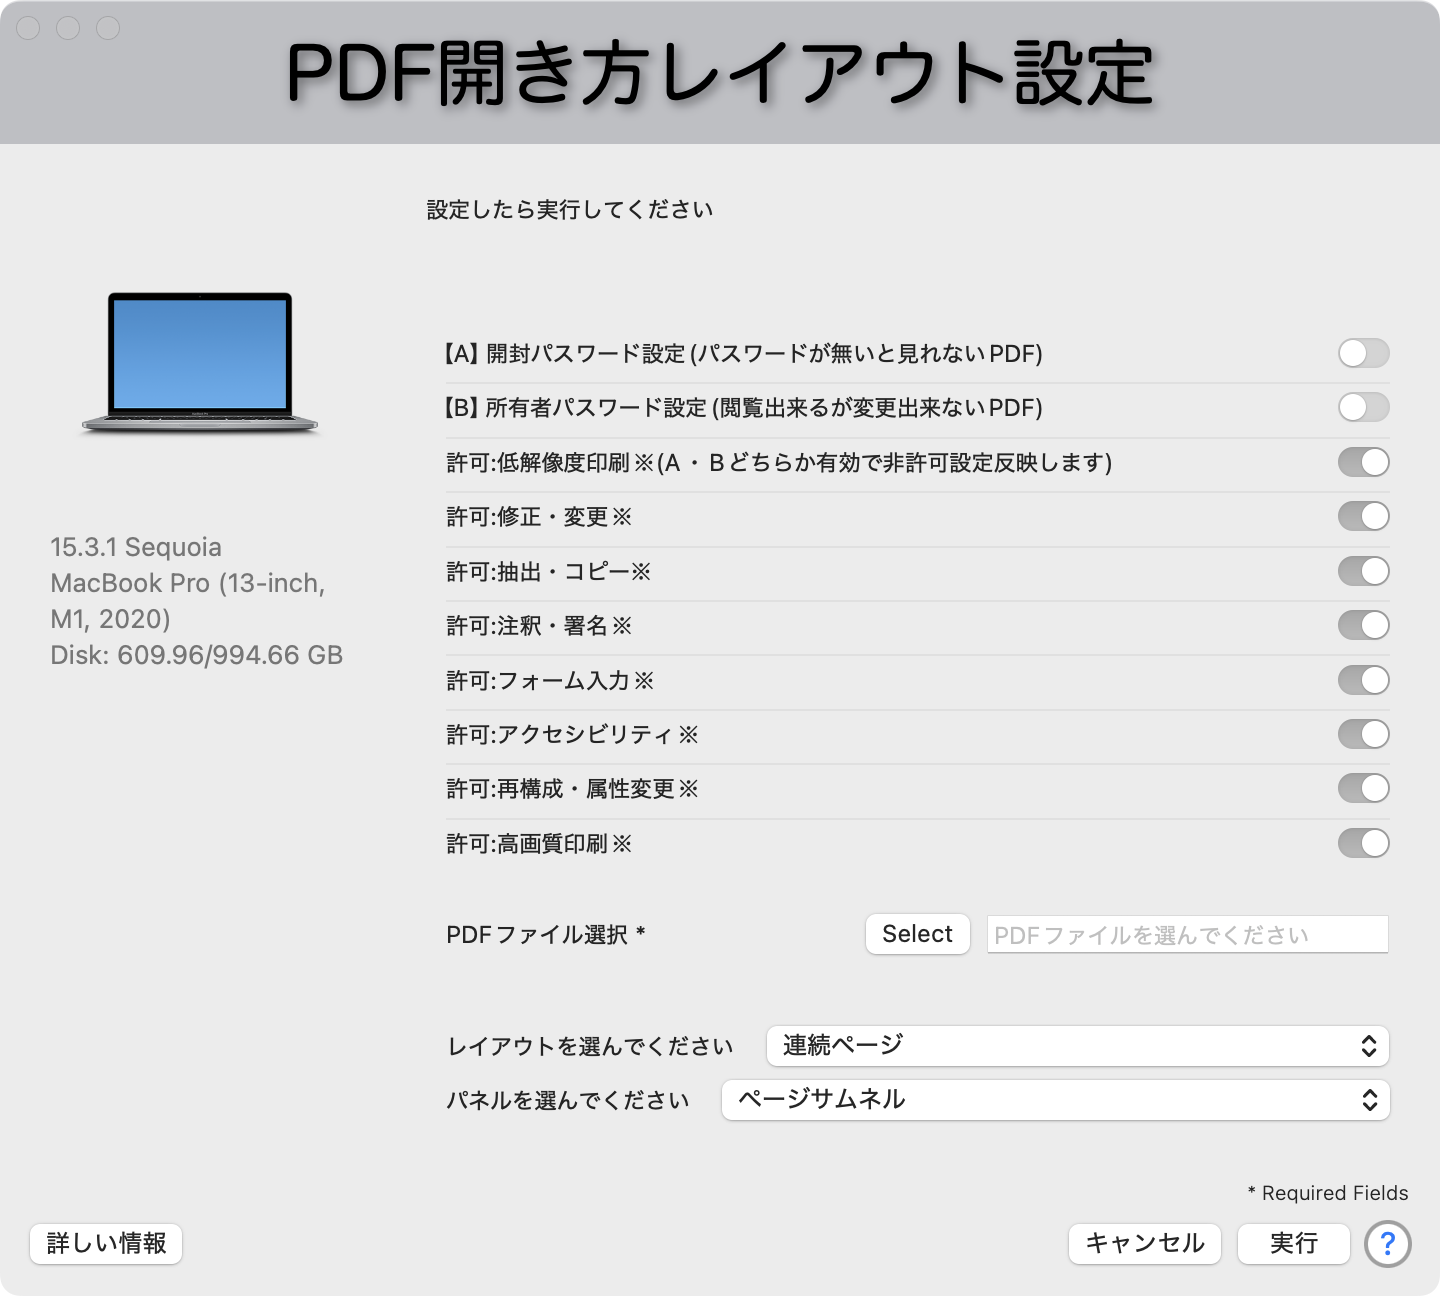 PDF開き方レイアウト設定
設定したら実行してください
15.3.1 Sequoia
MacBook Pro (13-inch,
M1, 2020)
Disk: 609.96/994.66 GB
【A】開封パスワード設定(パスワードが無いと見れないPDF)
【B】所有者パスワード設定(閲覧出来るが変更出来ないPDF)
許可:低解像度印刷※(A・Bどちらか有効で非許可設定反映します)
許可:修正・変更※
許可:抽出・コピー※
許可:注釈・署名※
許可:フォーム入力※
許可:アクセシビリティ※
許可:再構成・属性変更※
許可:高画質印刷※
PDFファイル選択 * Select PDFファイルを選んでください
レイアウトを選んでください 連続ページ
パネルを選んでください ページサムネル
* Required Fields
詳しい情報 キャンセル 実行 ?